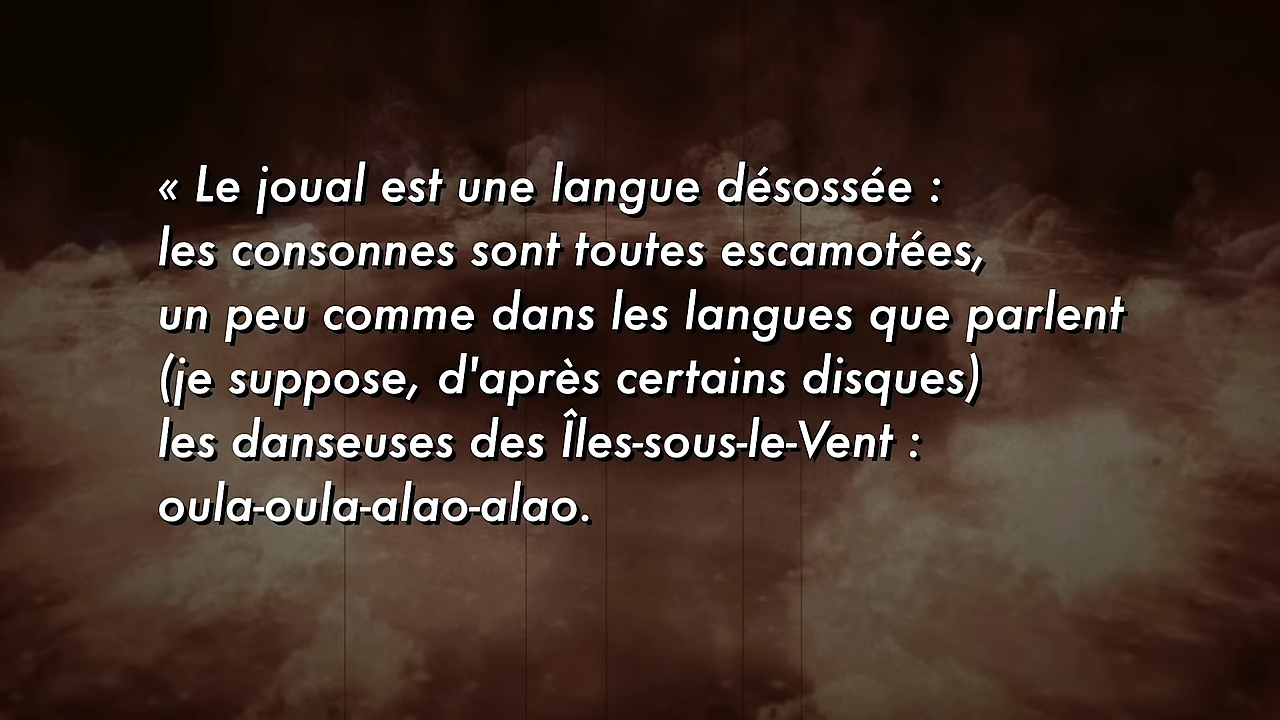 « Le joual est une langue désossée :
les consonnes sont toutes escamotées,
un peu comme dans les langues que parlent
(je suppose, d'après certains disques)
les danseuses des Îles-sous-le-Vent :
oula-oula-alao-alao.